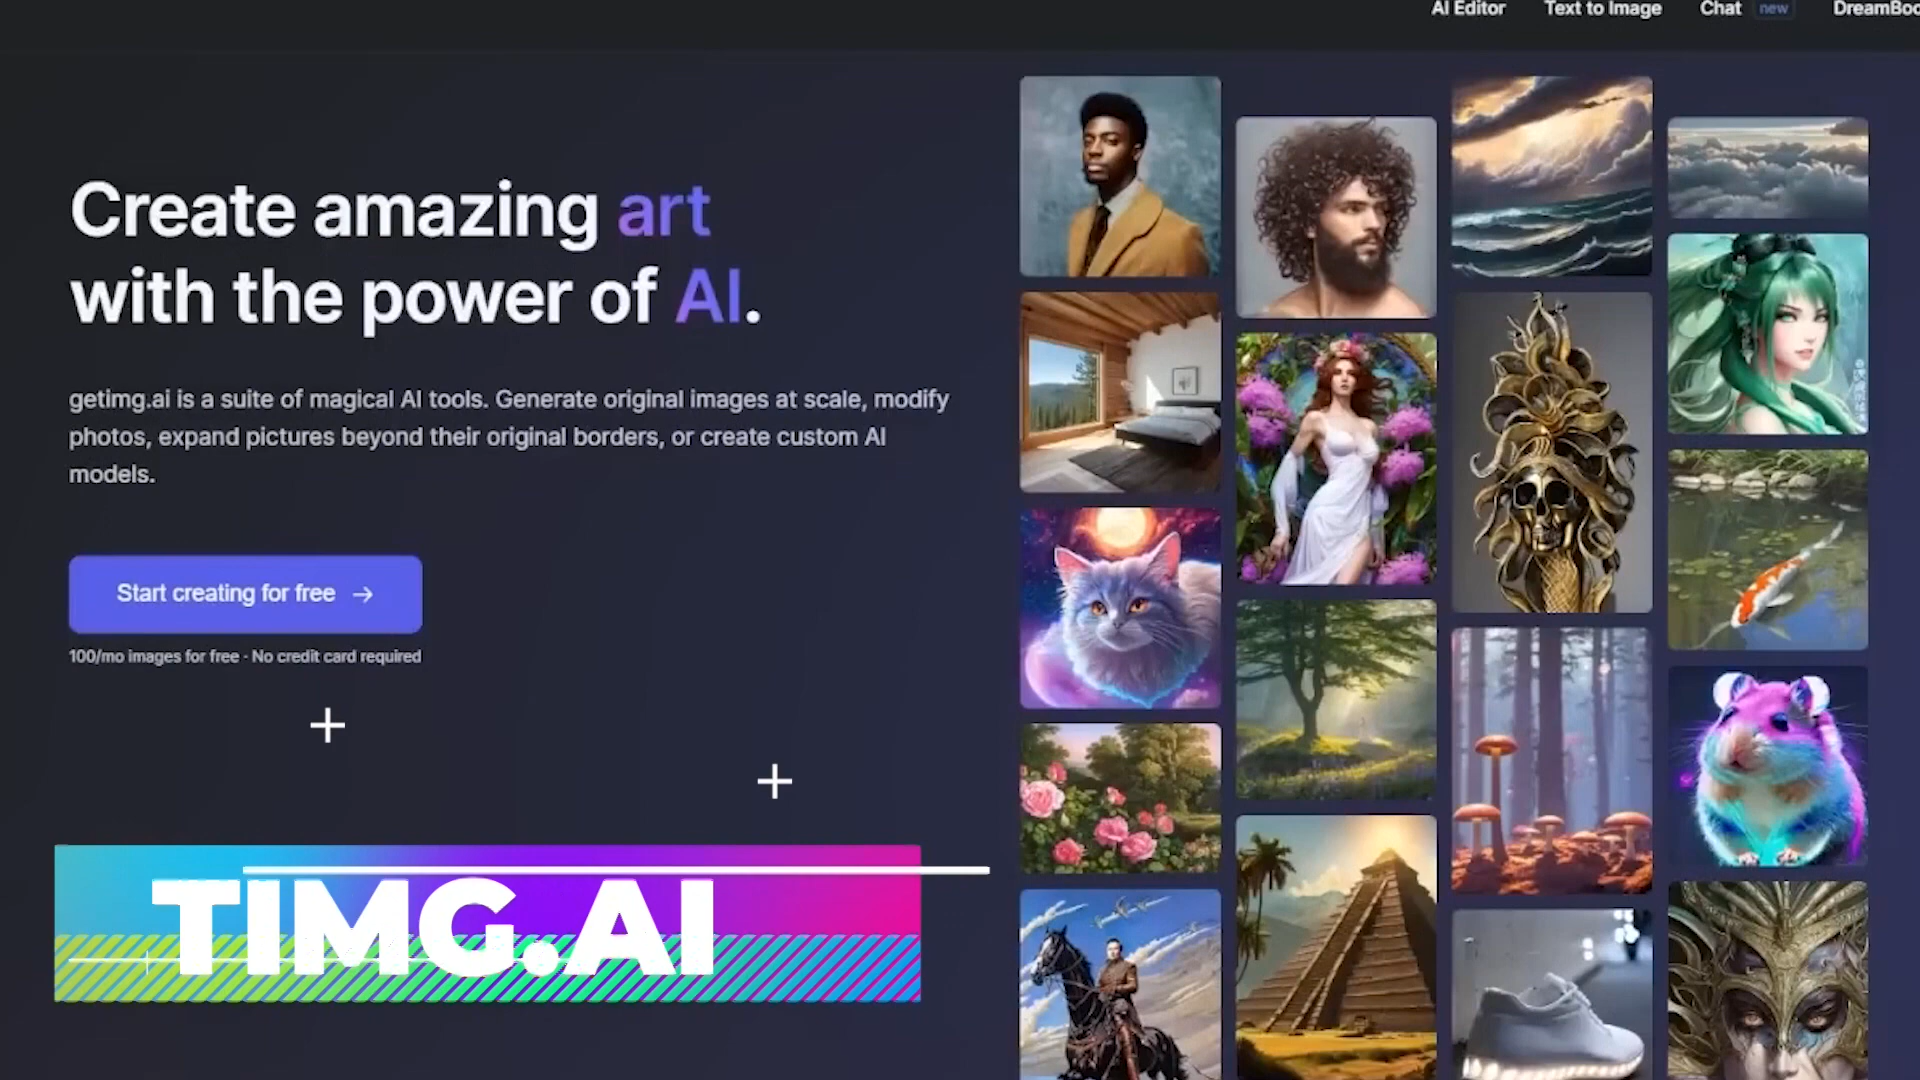 AI Editor Text to Image Chat new DreamBoo
Create amazing art
with the power of AI.
getimg.ai is a suite of magical AI tools. Generate original images at scale, modify
photos, expand pictures beyond their original borders, or create custom AI
models.
Start creating for free →
100/mo images for free - No credit card required
TIMG.AI